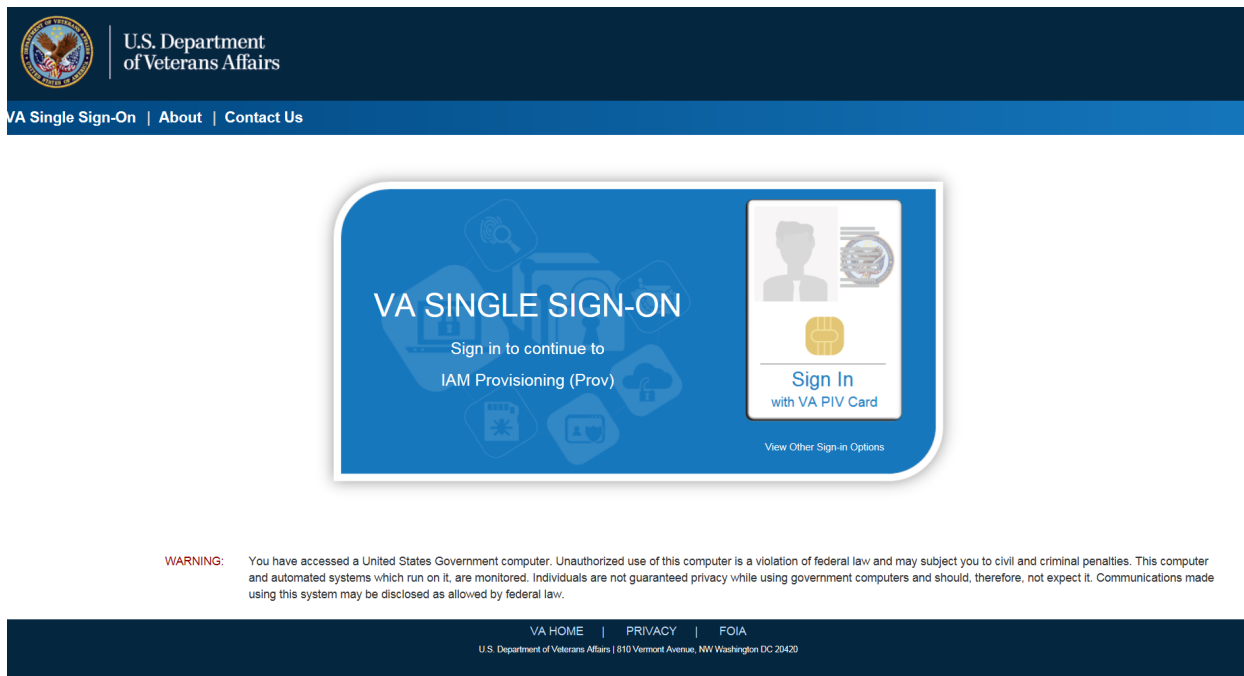 U.S. Department
of Veterans Affairs
VA Single Sign-On | About | Contact Us
VA SINGLE SIGN-ON
Sign in to continue to
IAM Provisioning (Prov)
Sign In
with VA PIV Card
View Other Sign-in Options
WARNING: You have accessed a United States Government computer. Unauthorized use of this computer is a violation of federal law and may subject you to civil and criminal penalties. This computer
and automated systems which run on it, are monitored. Individuals are not guaranteed privacy while using government computers and should, therefore, not expect it. Communications made
using this system may be disclosed as allowed by federal law.
VA HOME | PRIVACY | FOIA
U.S. Department of Veterans Affairs | 810 Vermont Avenue, NW Washington DC 20420